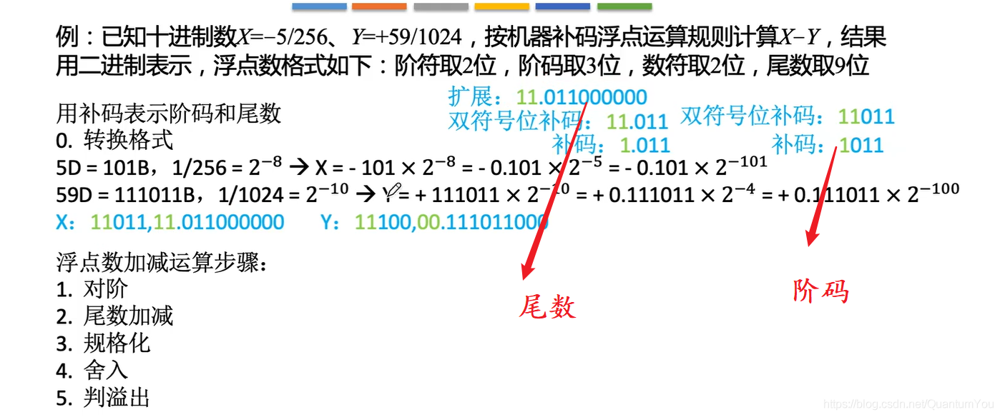 例：已知十进制数X=−5/256、Y=+59/1024，按机器补码浮点运算规则计算X−Y，结果
用二进制表示，浮点数格式如下：阶符取2位，阶码取3位，数符取2位，尾数取9位
扩展：11.011000000
用补码表示阶码和尾数
双符号位补码：11.011
双符号位补码：11011
0. 转换格式
补码：1.011
补码：1011
5D = 101B，1/256 = 2⁻⁸ → X = - 101 × 2⁻⁸ = - 0.101 × 2⁻⁵ = - 0.101 × 2⁻¹⁰¹
59D = 111011B，1/1024 = 2⁻¹⁰ → Y = + 111011 × 2⁻¹⁰ = + 0.111011 × 2⁻⁴ = + 0.111011 × 2⁻¹⁰⁰
X：11011,11.011000000 Y：11100,00.111011000
浮点数加减运算步骤：
1. 对阶
2. 尾数加减
3. 规格化
4. 舍入
5. 判溢出
尾数
阶码
https://blog.csdn.net/QuantumYou